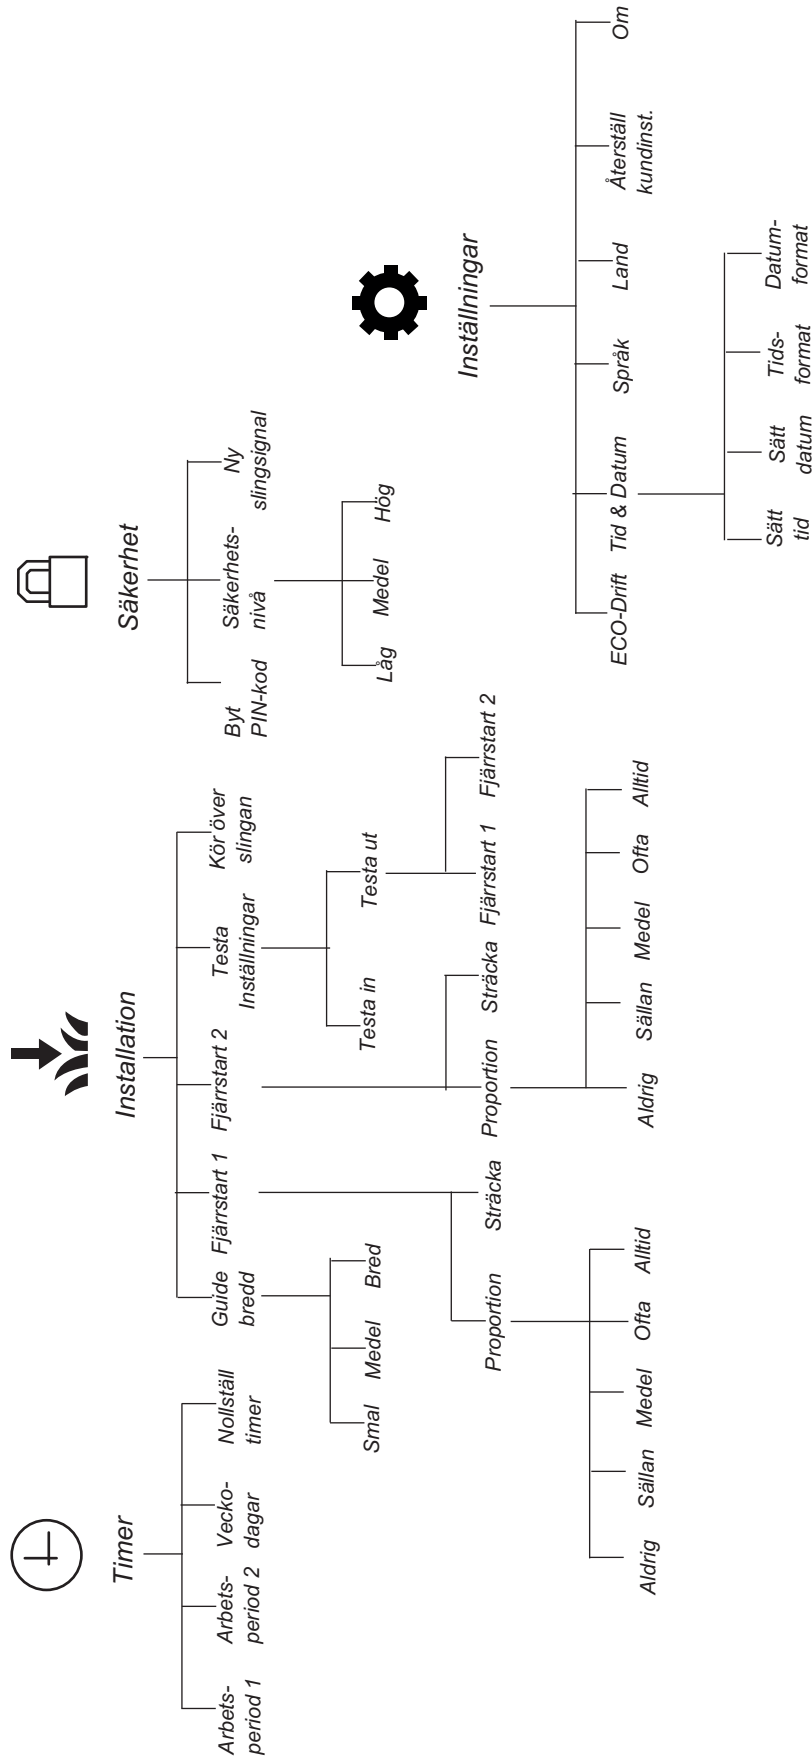 Timer
Arbets-
period 1
Arbets-
period 2
Vecko-
dagar
Nollställ
timer
Installation
Guide
bredd
Smal
Medel
Bred
Fjärrstart 1
Proportion
Aldrig
Sällan
Medel
Ofta
Alltid
Sträcka
Fjärrstart 2
Proportion
Aldrig
Sällan
Medel
Ofta
Alltid
Sträcka
Testa
Inställningar
Testa in
Testa ut
Fjärrstart 1
Fjärrstart 2
Kör över
slingan
Säkerhet
Byt
PIN-kod
Säkerhets-
nivå
Låg
Medel
Hög
Ny
slingsignal
Inställningar
ECO-Drift
Tid & Datum
Sätt
tid
Sätt
datum
Tids-
format
Datum-
format
Språk
Land
Återställ
kundinst.
Om